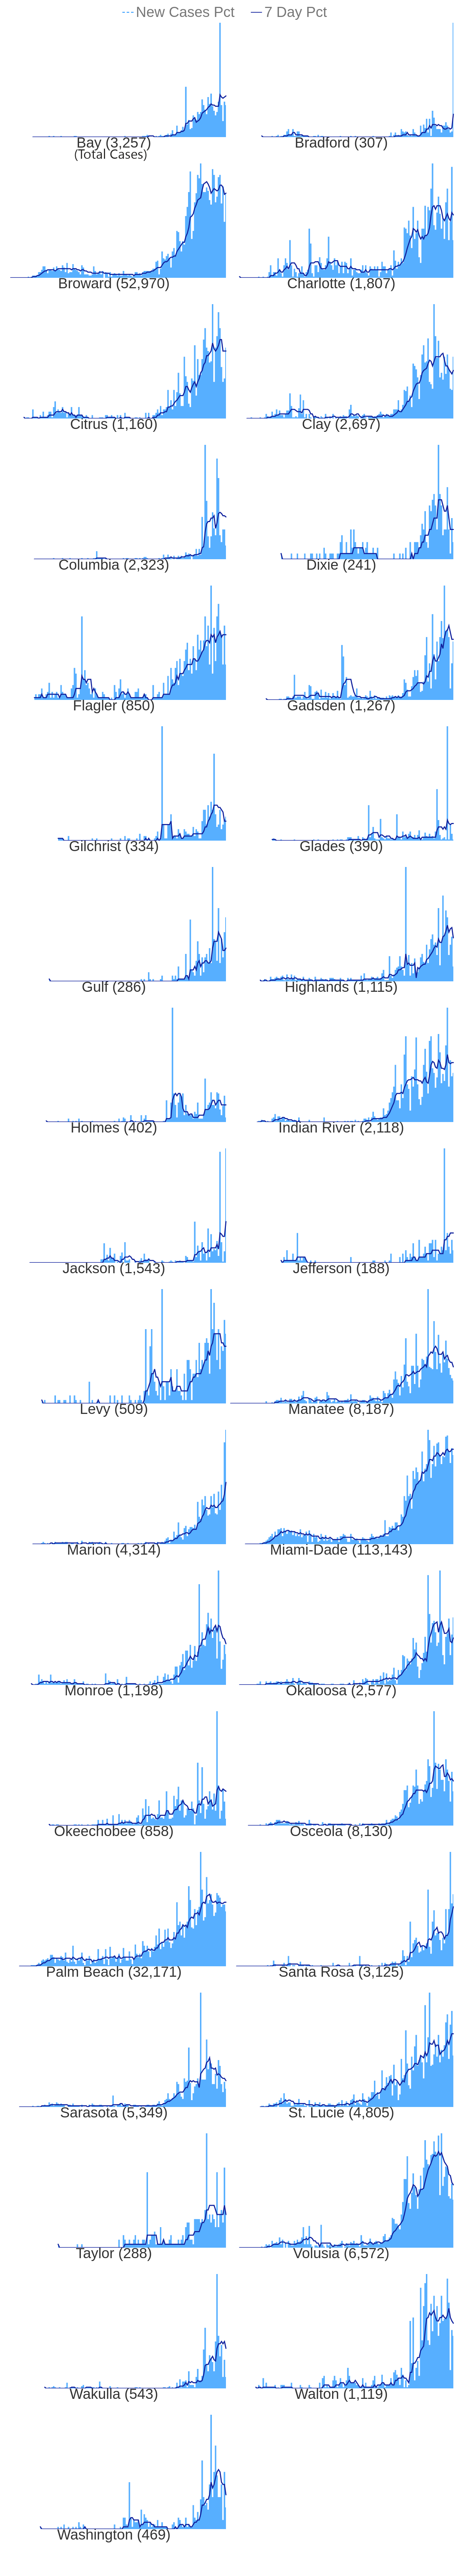 New Cases Pct 7 Day Pct
Bay (3,257) Bradford (307)
(Total Cases)
Broward (52,970) Charlotte (1,807)
Citrus (1,160) Clay (2,697)
Columbia (2,323) Dixie (241)
Flagler (850) Gadsden (1,267)
Gilchrist (334) Glades (390)
Gulf (286) Highlands (1,115)
Holmes (402) Indian River (2,118)
Jackson (1,543) Jefferson (188)
Levy (509) Manatee (8,187)
Marion (4,314) Miami-Dade (113,143)
Monroe (1,198) Okaloosa (2,577)
Okeechobee (858) Osceola (8,130)
Palm Beach (32,171) Santa Rosa (3,125)
Sarasota (5,349) St. Lucie (4,805)
Taylor (288) Volusia (6,572)
Wakulla (543) Walton (1,119)
Washington (469)